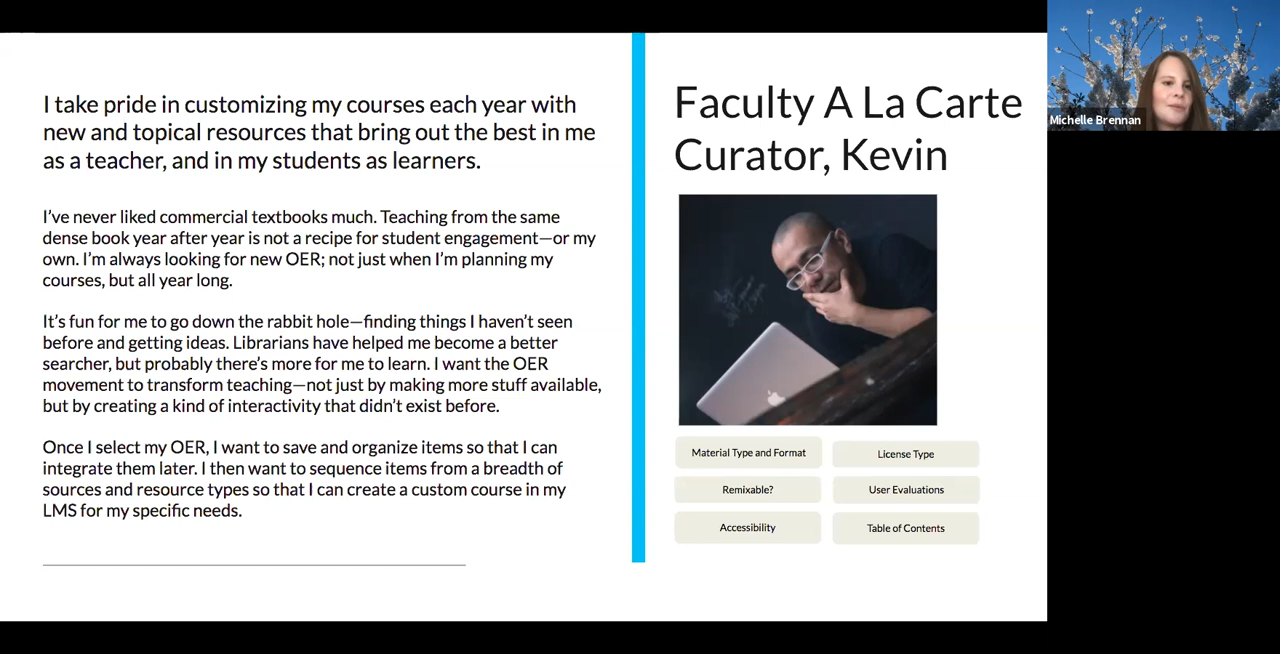 I take pride in customizing my courses each year with
new and topical resources that bring out the best in me
as a teacher, and in my students as learners.
I've never liked commercial textbooks much. Teaching from the same
dense book year after year is not a recipe for student engagement—or my
own. I'm always looking for new OER; not just when I'm planning my
courses, but all year long.
It's fun for me to go down the rabbit hole—finding things I haven't seen
before and getting ideas. Librarians have helped me become a better
searcher, but probably there's more for me to learn. I want the OER
movement to transform teaching—not just by making more stuff available,
but by creating a kind of interactivity that didn't exist before.
Once I select my OER, I want to save and organize items so that I can
integrate them later. I then want to sequence items from a breadth of
sources and resource types so that I can create a custom course in my
LMS for my specific needs.
Faculty A La Carte
Curator, Kevin
Material Type and Format
License Type
Remixable?
User Evaluations
Accessibility
Table of Contents
Michelle Brennan